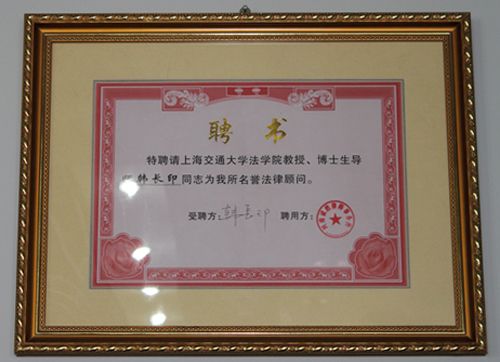 聘书
特聘请上海交通大学法学院教授、博士生导
师韩长印同志为我所名誉法律顾问。
受聘方:韩长印 聘用方: